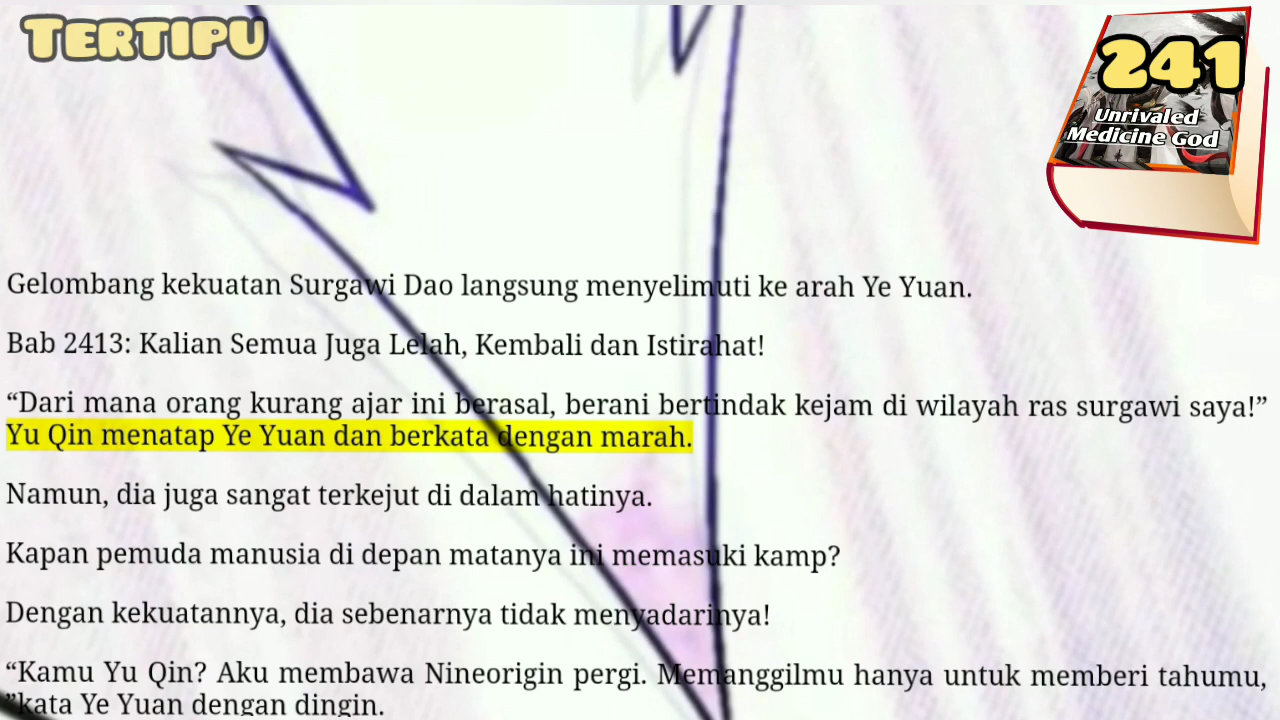 TERTIPU
241
Unrivaled
Medicine God
Gelombang kekuatan Surgawi Dao langsung menyelimuti ke arah Ye Yuan.
Bab 2413: Kalian Semua Juga Lelah, Kembali dan Istirahat!
“Dari mana orang kurang ajar ini berasal, berani bertindak kejam di wilayah ras surgawi saya!”
Yu Qin menatap Ye Yuan dan berkata dengan marah.
Namun, dia juga sangat terkejut di dalam hatinya.
Kapan pemuda manusia di depan matanya ini memasuki kamp?
Dengan kekuatannya, dia sebenarnya tidak menyadarinya!
“Kamu Yu Qin? Aku membawa Nineorigin pergi. Memanggilmu hanya untuk memberi tahumu,
”kata Ye Yuan dengan dingin.